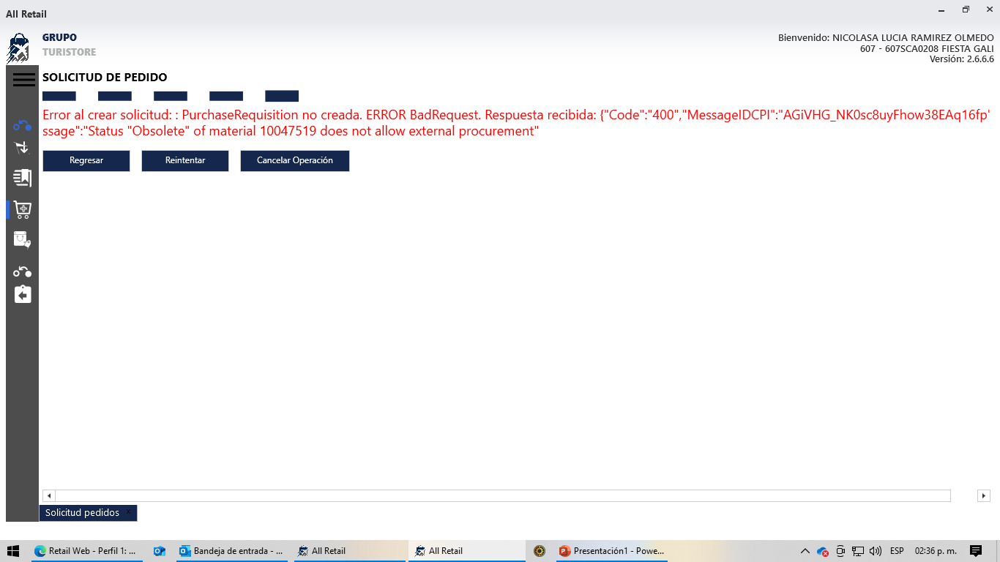 All Retail
GRUPO
TURISTORE
Bienvenido: NICOLASA LUCIA RAMIREZ OLMEDO
607 - 607SCA0208 FIESTA GALI
Versión: 2.6.6.6
SOLICITUD DE PEDIDO
Error al crear solicitud: : PurchaseRequisition no creada. ERROR BadRequest. Respuesta recibida: {"Code":"400","MessageIDCPI":"AGiVHG_NK0sc8uyFhow38EAq16fp'
ssage":"Status "Obsolete" of material 10047519 does not allow external procurement"
Regresar Reintentar Cancelar Operación
Solicitud pedidos x
Retail Web - Perfil 1: ... Bandeja de entrada - ... All Retail All Retail Presentación1 - Powe... ESP 02:36 p. m.